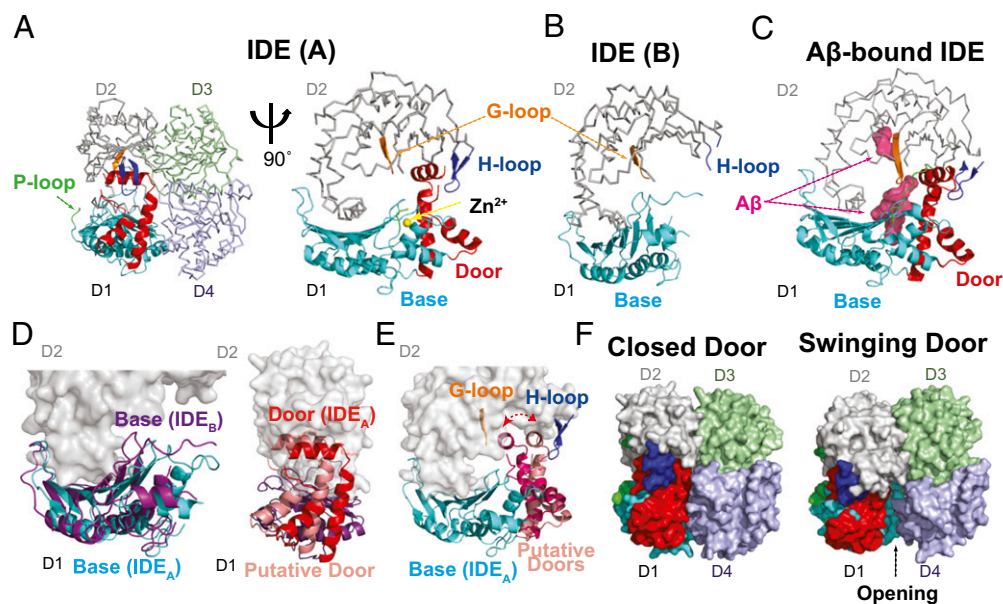 A
IDE (A)
D2
D3
P-loop
D1
D4
90°
D2
G-loop
H-loop
Zn2+
Door
D1
Base
B
IDE (B)
D2
H-loop
D1
Base
C
Aβ-bound IDE
D2
Aβ
D1
Door
Base
D
D2
Base (IDEB)
D1
Base (IDEA)
D2
Door (IDEA)
D1
Putative Door
E
D2
G-loop
H-loop
Base (IDEA)
Putative
Doors
F
Closed Door
D2
D3
D1
D4
Swinging Door
D2
D3
D1
D4
Opening